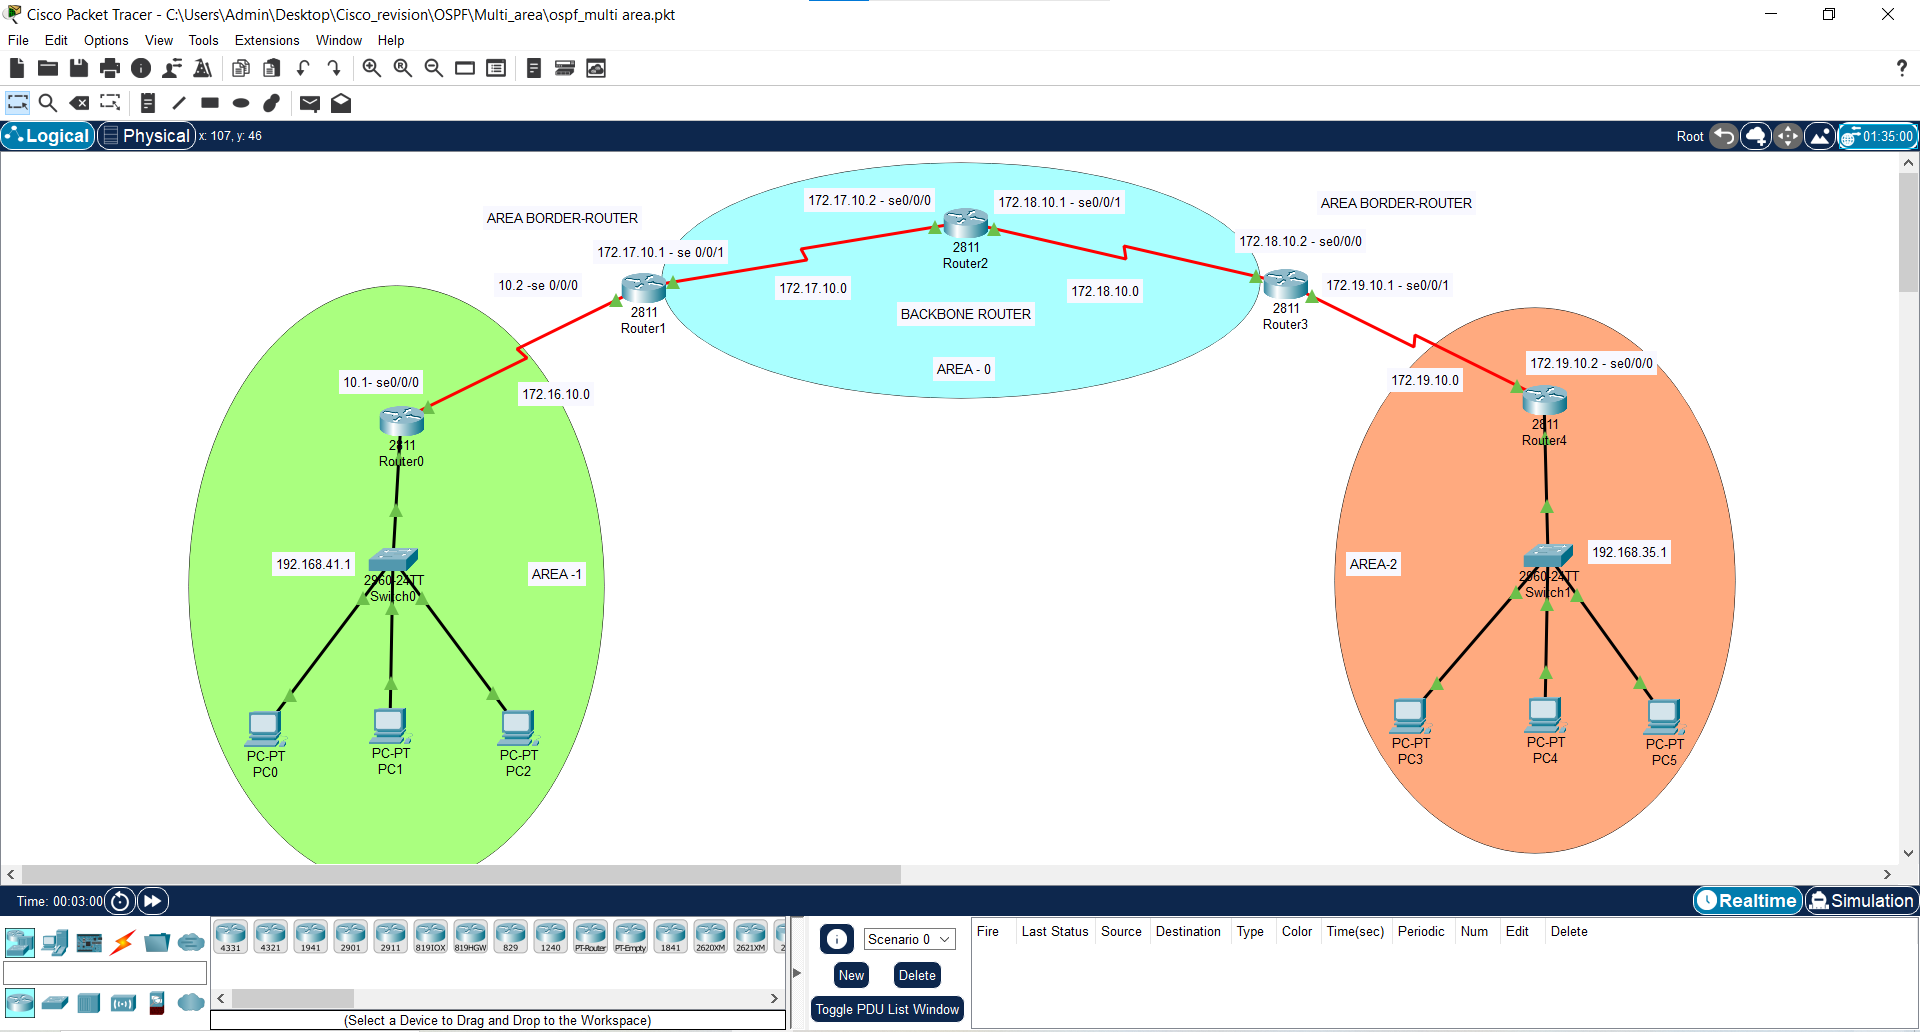 Cisco Packet Tracer - C:\Users\Admin\Desktop\Cisco_revision\OSPF\Multi_area\ospf_multi area.pkt
File Edit Options View Tools Extensions Window Help
?
Logical Physical x: 107, y: 46
Root 01:35:00
AREA BORDER-ROUTER
172.17.10.2 - se0/0/0
172.18.10.1 - se0/0/1
AREA BORDER-ROUTER
172.17.10.1 - se 0/0/1
2811
Router2
172.18.10.2 - se0/0/0
10.2 -se 0/0/0
172.17.10.0
172.18.10.0
172.19.10.1 - se0/0/1
2811
Router1
BACKBONE ROUTER
2811
Router3
AREA - 0
10.1- se0/0/0
172.16.10.0
172.19.10.0
172.19.10.2 - se0/0/0
2811
Router0
2811
Router4
192.168.41.1
2960-24TT
Switch0
AREA -1
AREA-2
2960-24TT
Switch1
192.168.35.1
PC-PT
PC0
PC-PT
PC1
PC-PT
PC2
PC-PT
PC3
PC-PT
PC4
PC-PT
PC5
Time: 00:03:00
Realtime Simulation
4331 4321 1941 2901 2911 819IOX 819HGW 829 1240 PT-Router PT-Empty 1841 2620XM 2621XM 2
(Select a Device to Drag and Drop to the Workspace)
Scenario 0
New Delete
Toggle PDU List Window
Fire Last Status Source Destination Type Color Time(sec) Periodic Num Edit Delete